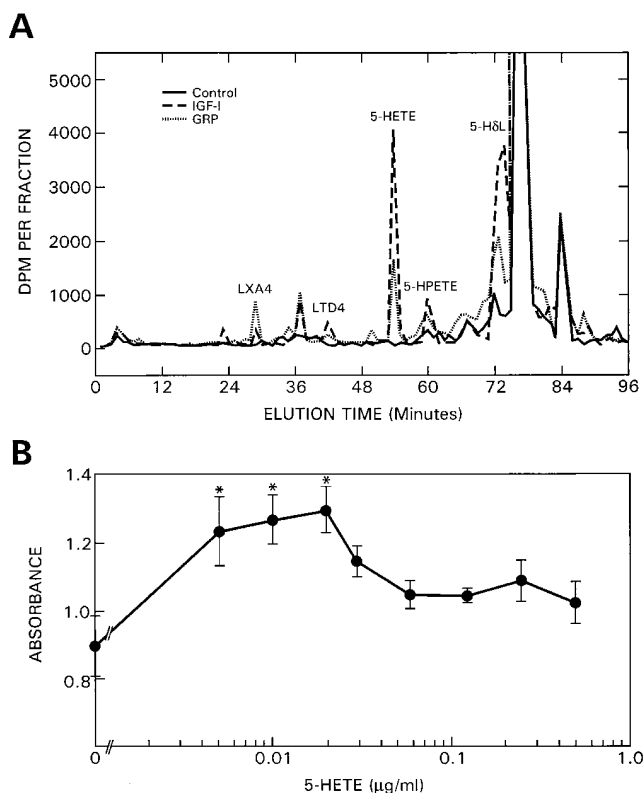 A
5000
4000
3000
2000
1000
0
DPM PER FRACTION
Control
IGF-I
GRP
LXA4
LTD4
5-HETE
5-HPETE
5-HδL
0 12 24 36 48 60 72 84 96
ELUTION TIME (Minutes)
B
1.4
1.2
1.0
0.8
ABSORBANCE
* * *
0 0.01 0.1 1.0
5-HETE (μg/ml)